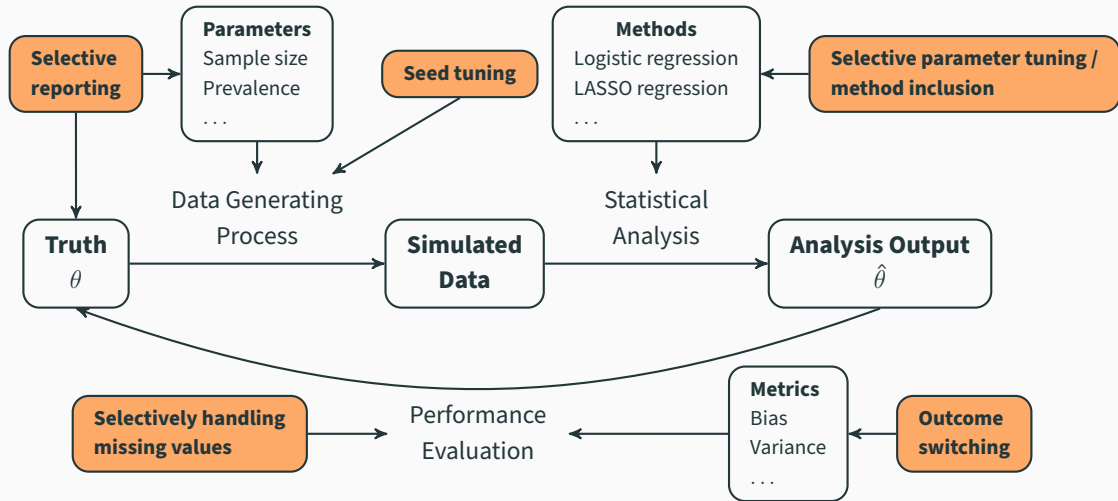 Selective
reporting
Parameters
Sample size
Prevalence
. . .
Seed tuning
Methods
Logistic regression
LASSO regression
. . .
Selective parameter tuning /
method inclusion
Data Generating
Process
Statistical
Analysis
Truth
θ
Simulated
Data
Analysis Output
θ̂
Selectively handling
missing values
Performance
Evaluation
Metrics
Bias
Variance
. . .
Outcome
switching